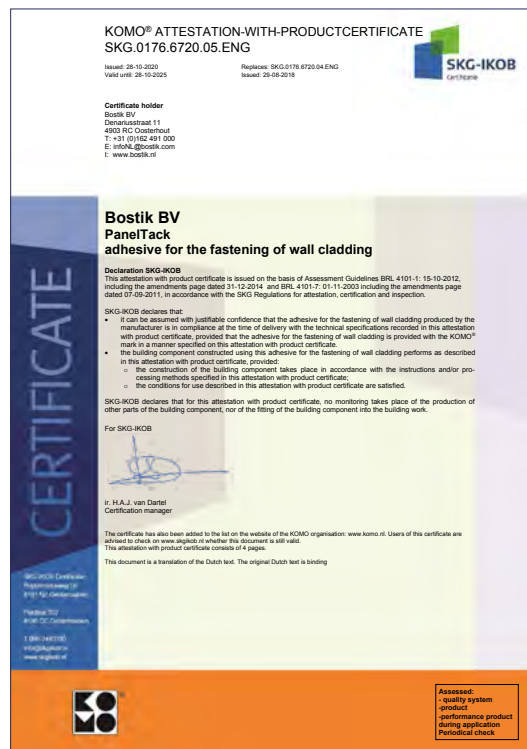 KOMO® ATTESTATION-WITH-PRODUCTCERTIFICATE
SKG.0176.6720.05.ENG
Issued: 28-10-2020
Valid until: 28-10-2025
Replaces: SKG.0176.6720.04.ENG
Issued: 29-08-2018
SKG-IKOB
Certificatie
Certificate holder
Bostik BV
Denariusstraat 11
4903 RC Oosterhout
T: +31 (0)162 491 000
E: infoNL@bostik.com
I: www.bostik.nl
CERTIFICATE
Bostik BV
PanelTack
adhesive for the fastening of wall cladding
Declaration SKG-IKOB
This attestation with product certificate is issued on the basis of Assessment Guidelines BRL 4101-1: 15-10-2012,
including the amendments page dated 31-12-2014 and BRL 4101-7: 01-11-2003 including the amendments page
dated 07-09-2011, in accordance with the SKG Regulations for attestation, certification and inspection.
SKG-IKOB declares that:
• it can be assumed with justifiable confidence that the adhesive for the fastening of wall cladding produced by the
manufacturer is in compliance at the time of delivery with the technical specifications recorded in this attestation
with product certificate, provided that the adhesive for the fastening of wall cladding is provided with the KOMO®
mark in a manner specified on this attestation with product certificate.
• the building component constructed using this adhesive for the fastening of wall cladding performs as described
in this attestation with product certificate, provided:
o the construction of the building component takes place in accordance with the instructions and/or pro-
cessing methods specified in this attestation with product certificate;
o the conditions for use described in this attestation with product certificate are satisfied.
SKG-IKOB declares that for this attestation with product certificate, no monitoring takes place of the production of
other parts of the building component, nor of the fitting of the building component into the building work.
For SKG-IKOB
ir. H.A.J. van Dartel
Certification manager
The certificate has also been added to the list on the website of the KOMO organisation: www.komo.nl. Users of this certificate are
advised to check on www.skgikob.nl whether this document is still valid.
This attestation with product certificate consists of 4 pages.
This document is a translation of the Dutch text. The original Dutch text is binding
SKG-IKOB Certificatie
www.skgikob.nl
KOMO
Assessed:
- quality system
-product
-performance product
during application
Periodical check